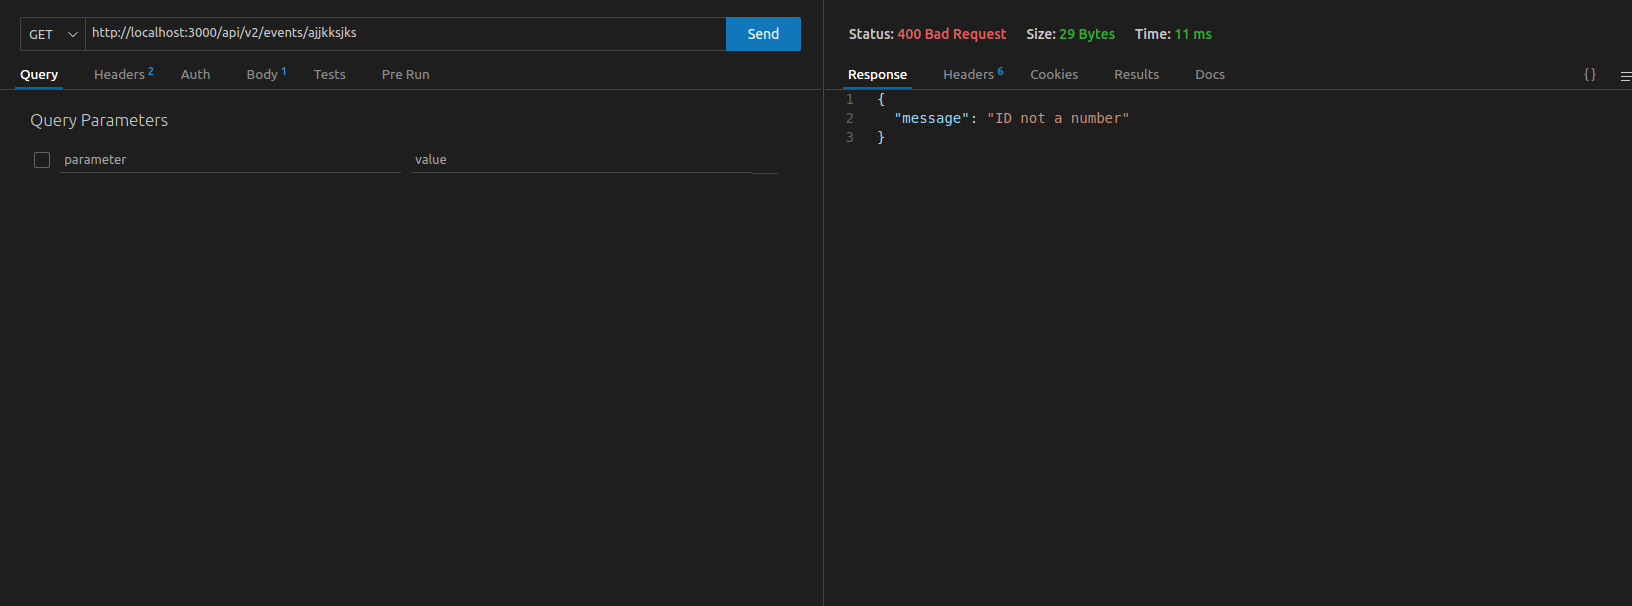 GET http://localhost:3000/api/v2/events/ajjkksjks Send
Query Headers 2 Auth Body 1 Tests Pre Run
Query Parameters
parameter value
Status: 400 Bad Request Size: 29 Bytes Time: 11 ms
Response Headers 6 Cookies Results Docs {}
1 {
2 "message": "ID not a number"
3 }